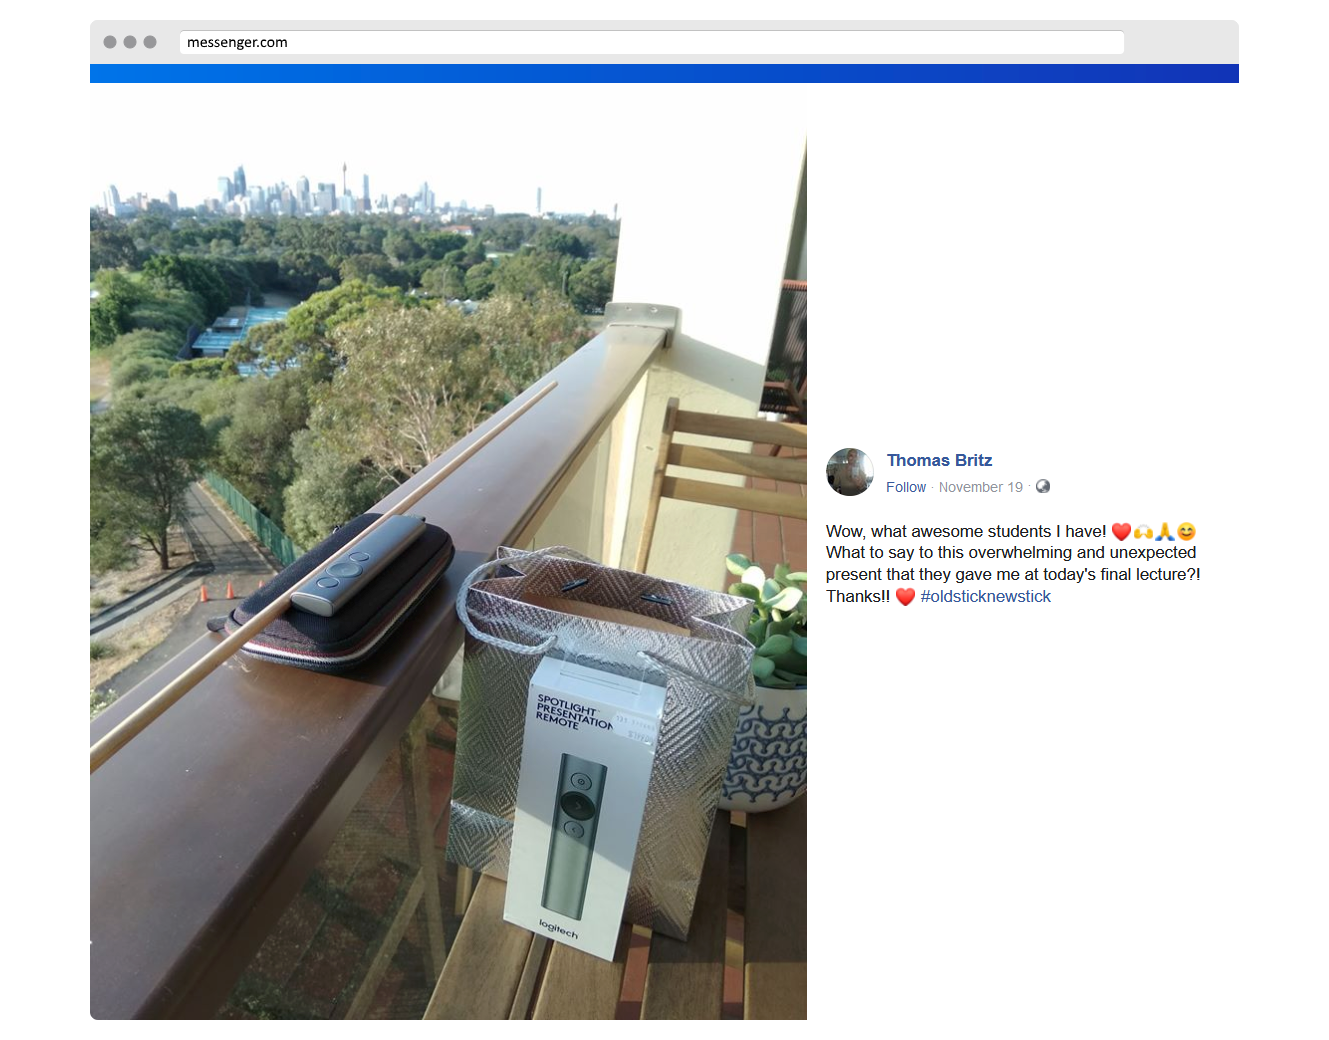 messenger.com
Thomas Britz
Follow · November 19 ·
Wow, what awesome students I have! ❤️🙌🙏😊
What to say to this overwhelming and unexpected
present that they gave me at today's final lecture?!
Thanks!! ❤️ #oldsticknewstick
SPOTLIGHT™
PRESENTATION
REMOTE
logitech